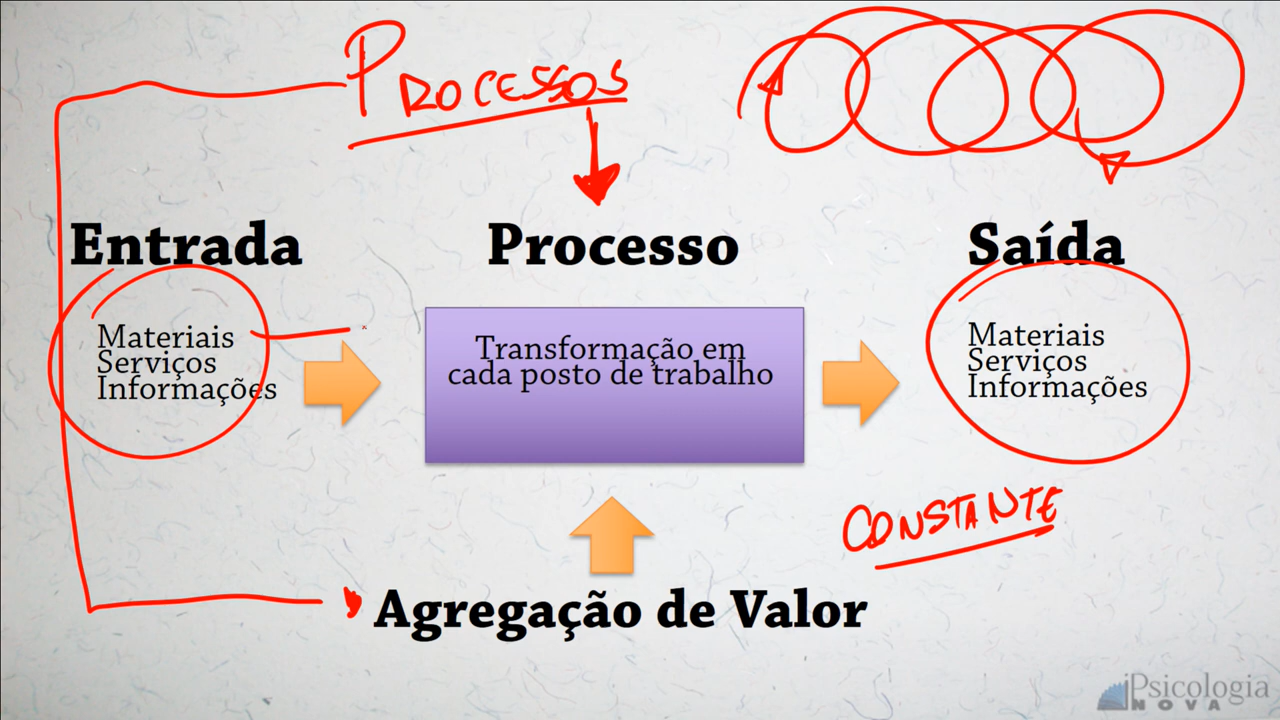 PROCESSOS
Entrada
Processo
Saída
Materiais
Serviços
Informações
Transformação em
cada posto de trabalho
Materiais
Serviços
Informações
CONSTANTE
Agregação de Valor
Psicologia
NOVA